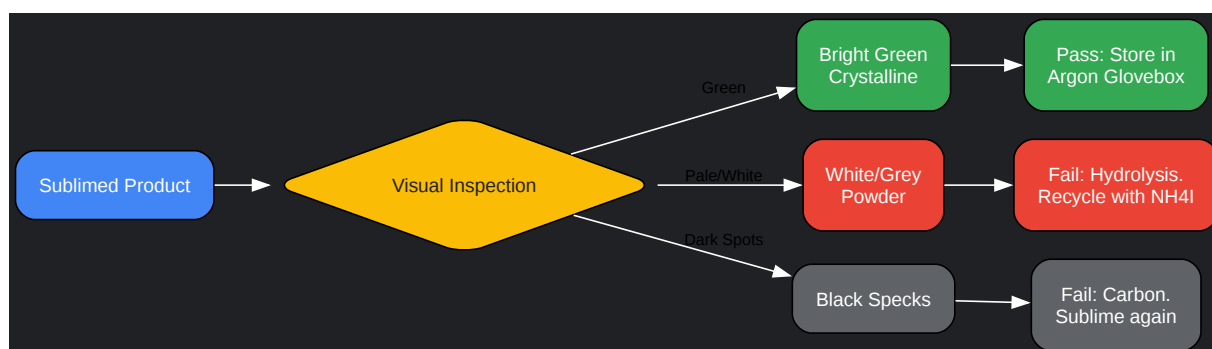 Sublimed Product
Visual Inspection
Green
Bright Green
Crystalline
Pass: Store in
Argon Glovebox
Pale/White
White/Grey
Powder
Fail: Hydrolysis.
Recycle with NH4I
Dark Spots
Black Specks
Fail: Carbon.
Sublime again